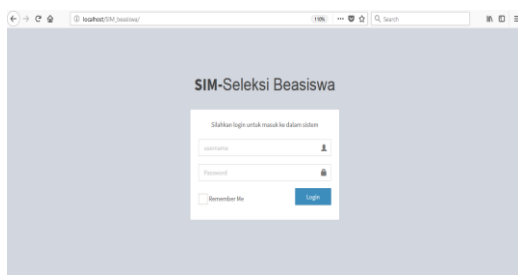 localhost/SIM_beasiswa/
110%
Search
SIM-Seleksi Beasiswa
Silahkan login untuk masuk ke dalam sistem
username
Password
Remember Me
Login